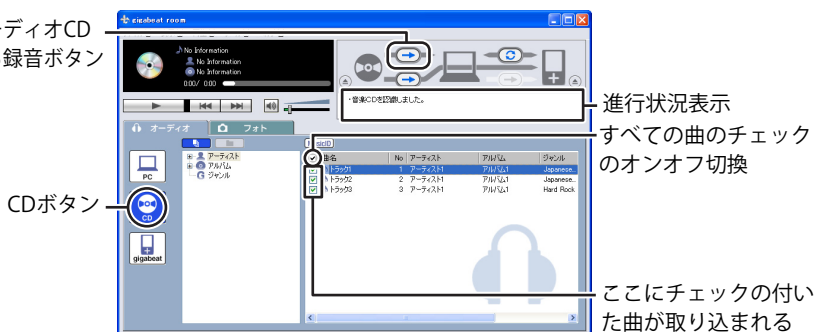 gigabeat room
ディオCD
録音ボタン
No Information
No Information
No Information
0:00/ 0:00
・音楽CDを認識しました。
進行状況表示
すべての曲のチェック
のオンオフ切換
オーディオ
フォト
PC
CD
gigabeat
CDボタン
アーティスト
アルバム
ジャンル
sicID
曲名 No アーティスト アルバム ジャンル
トラック1 1 アーティスト1 アルバム1 Japanese...
トラック2 2 アーティスト1 アルバム1 Japanese...
トラック3 3 アーティスト1 アルバム1 Hard Rock
ここにチェックの付い
た曲が取り込まれる